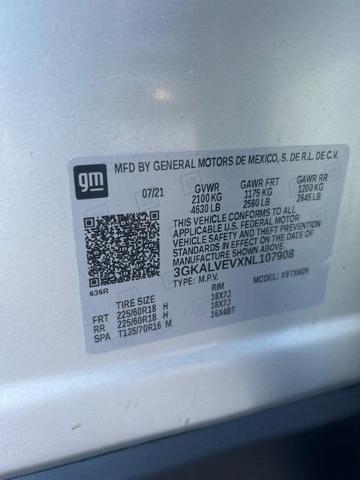 gm
MFD BY GENERAL MOTORS DE MEXICO, S. DE R.L. DE C.V.
07/21 GVWR GAWR FRT GAWR RR
2100 KG 1175 KG 1200 KG
4630 LB 2590 LB 2645 LB
THIS VEHICLE CONFORMS TO ALL
APPLICABLE U.S. FEDERAL MOTOR
VEHICLE SAFETY, BUMPER, AND
THEFT PREVENTION STANDARDS
IN EFFECT ON THE DATE OF
MANUFACTURE SHOWN ABOVE.
3GKALVEVXNL107908
TYPE: M.P.V. MODEL: XBTXM26
636R
TIRE SIZE RIM
FRT 225/60R18 H 18X7J
RR 225/60R18 H 18X7J
SPA T135/70R16 M 16X4BT